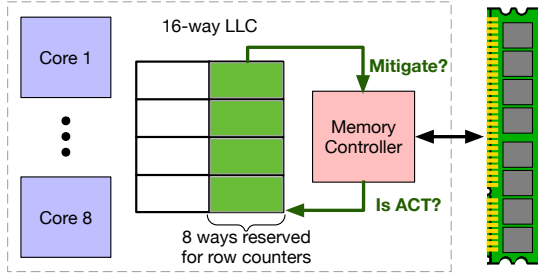 16-way LLC
Core 1
Mitigate?
Memory
Controller
Core 8
Is ACT?
8 ways reserved
for row counters